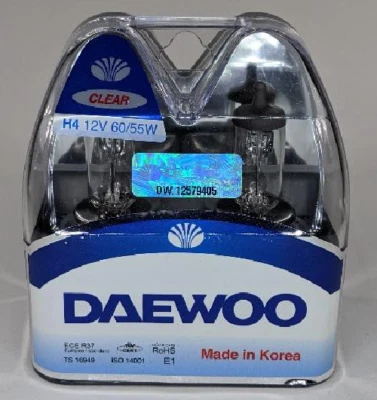 CLEAR
H4 12V 60/55W
DW 12579405
DAEWOO
ECE R37
TS 16949
ISO 14001
RoHS
E1
Made in Korea